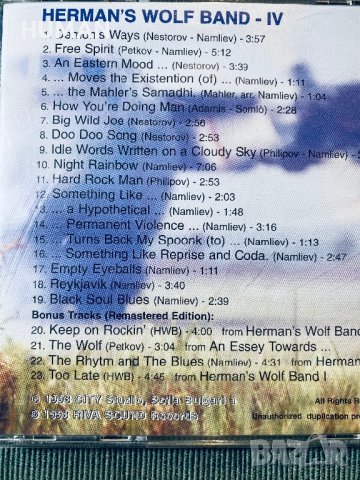 HERMAN'S WOLF BAND - IV
1. Ways (Nestorov - Namliev) - 3:57
2. Free Spirit (Petkov - Namliev) - 5:12
3. An Eastern Mood ... (Nestorov) - 3:39
4. ... Moves the Existention (of) ... (Namliev) - 1:11
5. ... the Mahler's Samadhi. (Mahler, arr, Namliev) - 1:04
6. How You're Doing Man (Adamis - Somló) - 2:28
7. Big Wild Joe (Nestorov) - 2:56
8. Doo Doo Song (Nestrov) - 2:53
9. Idle Words Written on a Cloudy Sky (Philipov - Namliev) -
10. Night Rainbow (Namliev) - 7:06
11. Hard Rock Man (Philipov) - 2:53
12. Something Like ... (Namliev) - 2:03
13. ... a Hypothetical ... (Namliev) - 1:48
14. ... Permanent Violence ... (Namliev) - 3:16
15. ... Turns Back My Spoonk (to) ... (Namliev) - 1:13
16. ... Something Like Reprise and Coda. (Namliev) - 2:47
17. Empty Eyeballs (Namliev) - 1:11
18. Reykjavik (Namliev) - 3:40
19. Black Soul Blues (Namliev) - 2:39
Bonus Tracks (Remastered Edition):
20. Keep on Rockin' (HWB) - 4:00 from Herman's Wolf Band
21. The Wolf (Petkov) - 3:04 from An Essey Towards ...
22. The Rhytm and The Blues (Namliev) - 4:31 from Herman
23. Too Late (HWB) - 4:45 from Herman's Wolf Band I
℗ 1998 CITY Studio, Sofia Bulgaria
© 1998 RIVA SOUND Records
All Rights
Unauthorized duplication
BAZAR